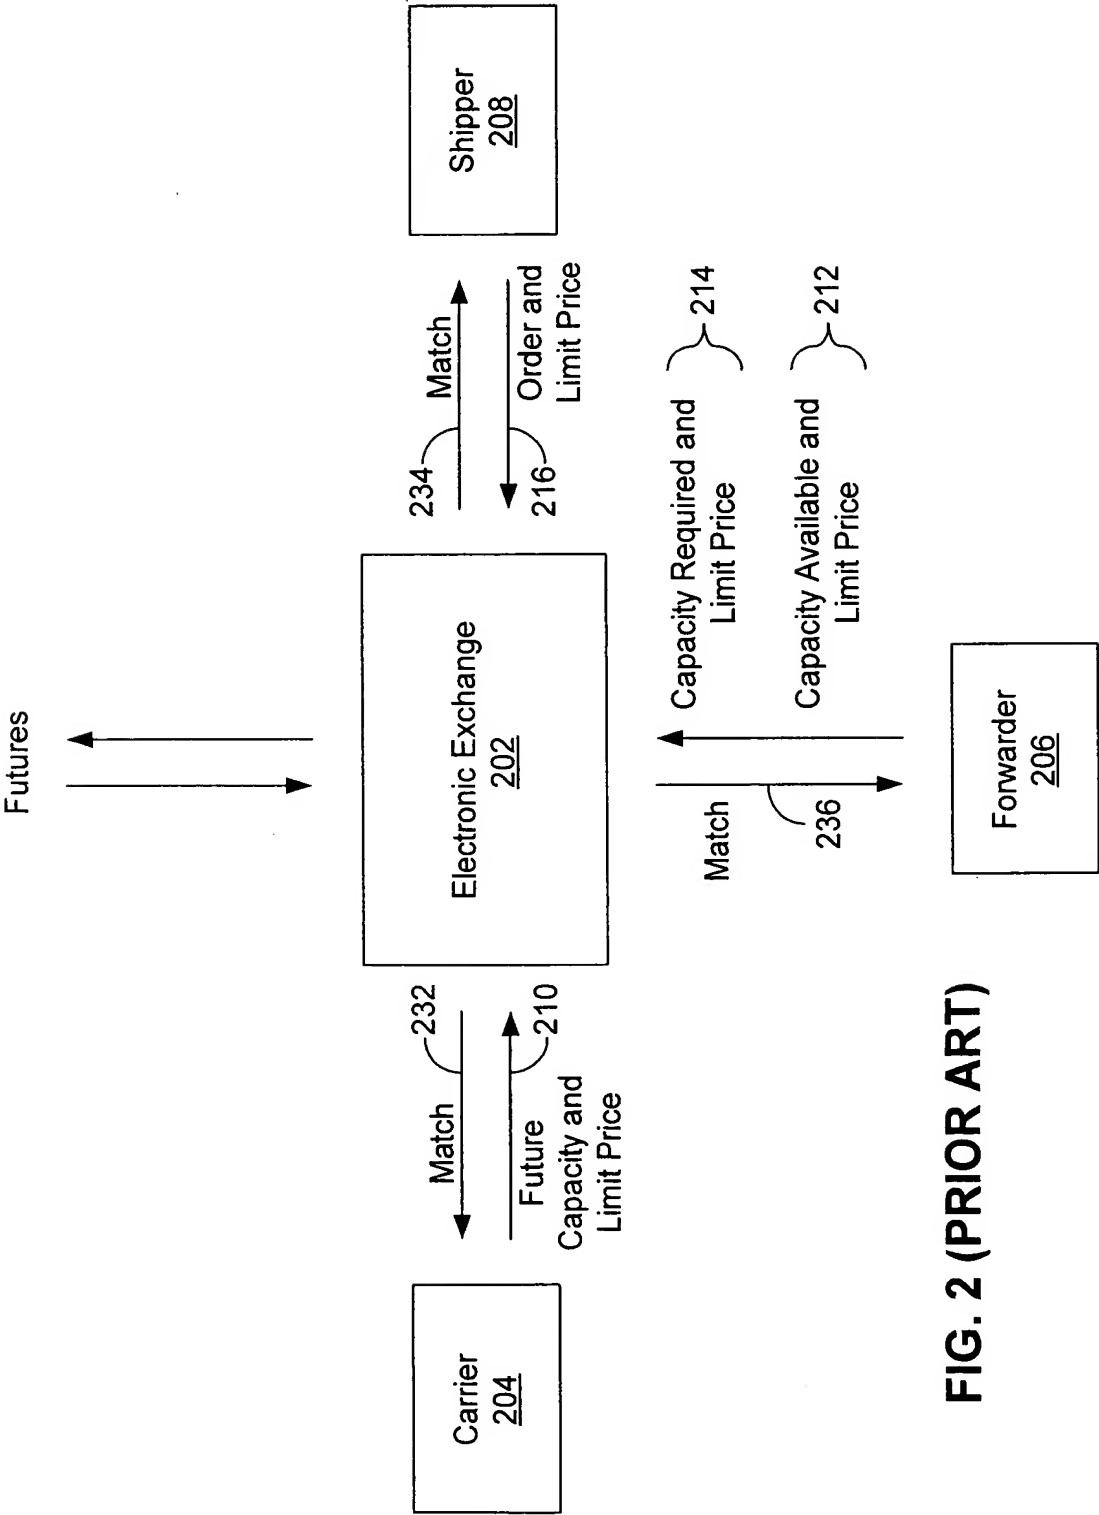 Futures
Carrier
204
Match
232
Future
210
Capacity and
Limit Price
Electronic Exchange
202
234
Match
216
Order and
Limit Price
Shipper
208
Match
236
Capacity Required and
Limit Price
214
Capacity Available and
Limit Price
212
Forwarder
206
FIG. 2 (PRIOR ART)